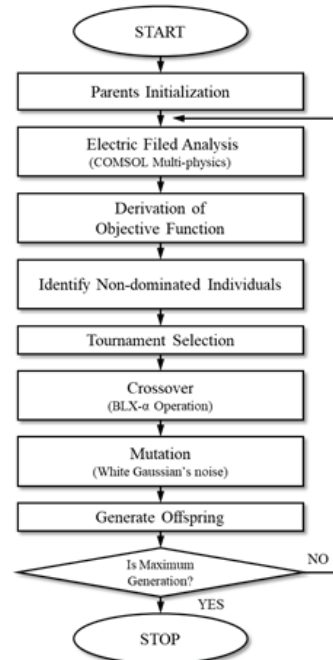 START
Parents Initialization
Electric Filed Analysis
(COMSOL Multi-physics)
Derivation of
Objective Function
Identify Non-dominated Individuals
Tournament Selection
Crossover
(BLX-α Operation)
Mutation
(White Gaussian's noise)
Generate Offspring
Is Maximum
Generation?
NO
YES
STOP